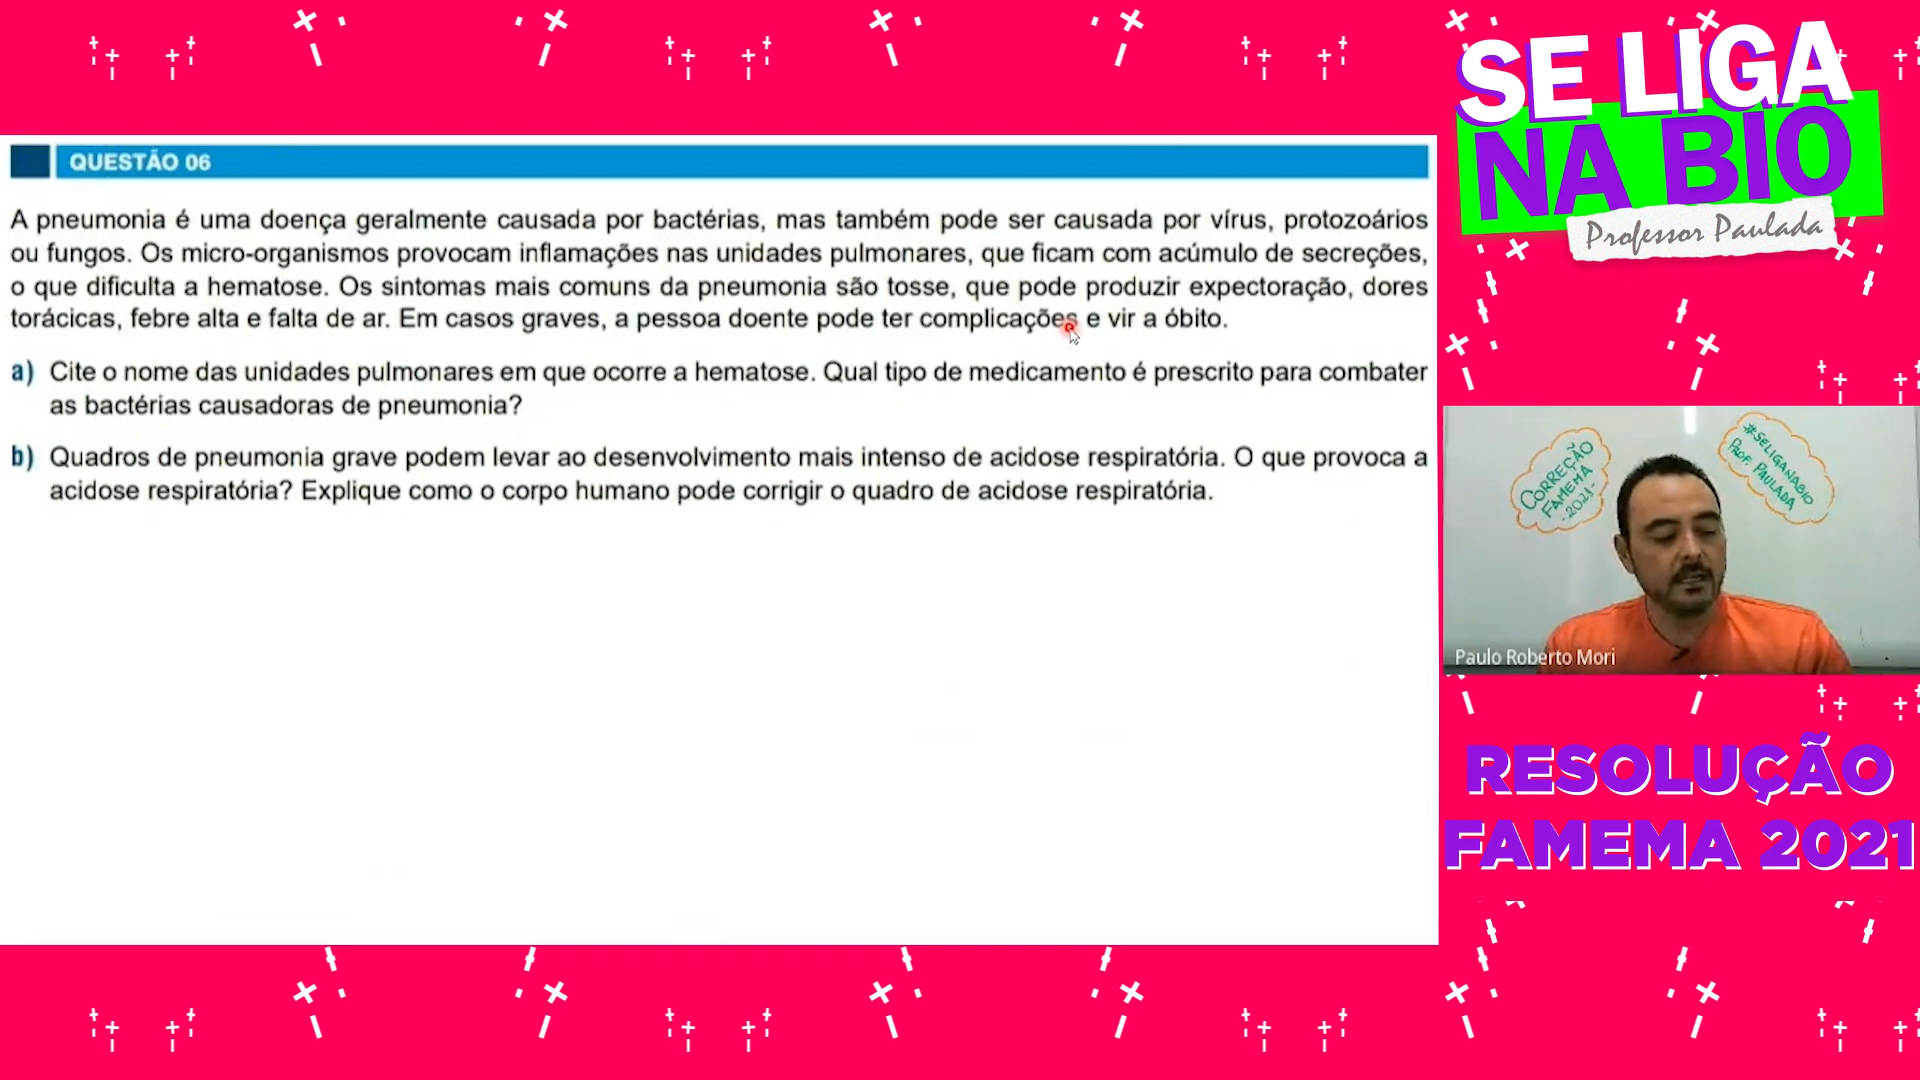 SE LIGA
NA BIO
Professor Paulada
QUESTÃO 06
A pneumonia é uma doença geralmente causada por bactérias, mas também pode ser causada por vírus, protozoários
ou fungos. Os micro-organismos provocam inflamações nas unidades pulmonares, que ficam com acúmulo de secreções,
o que dificulta a hematose. Os sintomas mais comuns da pneumonia são tosse, que pode produzir expectoração, dores
torácicas, febre alta e falta de ar. Em casos graves, a pessoa doente pode ter complicações e vir a óbito.
a) Cite o nome das unidades pulmonares em que ocorre a hematose. Qual tipo de medicamento é prescrito para combater
as bactérias causadoras de pneumonia?
b) Quadros de pneumonia grave podem levar ao desenvolvimento mais intenso de acidose respiratória. O que provoca a
acidose respiratória? Explique como o corpo humano pode corrigir o quadro de acidose respiratória.
CORREÇÃO
FAMEMA
-2021-
#SELIGANABIO
PROF. PAULADA
Paulo Roberto Mori
RESOLUÇÃO
FAMEMA 2021